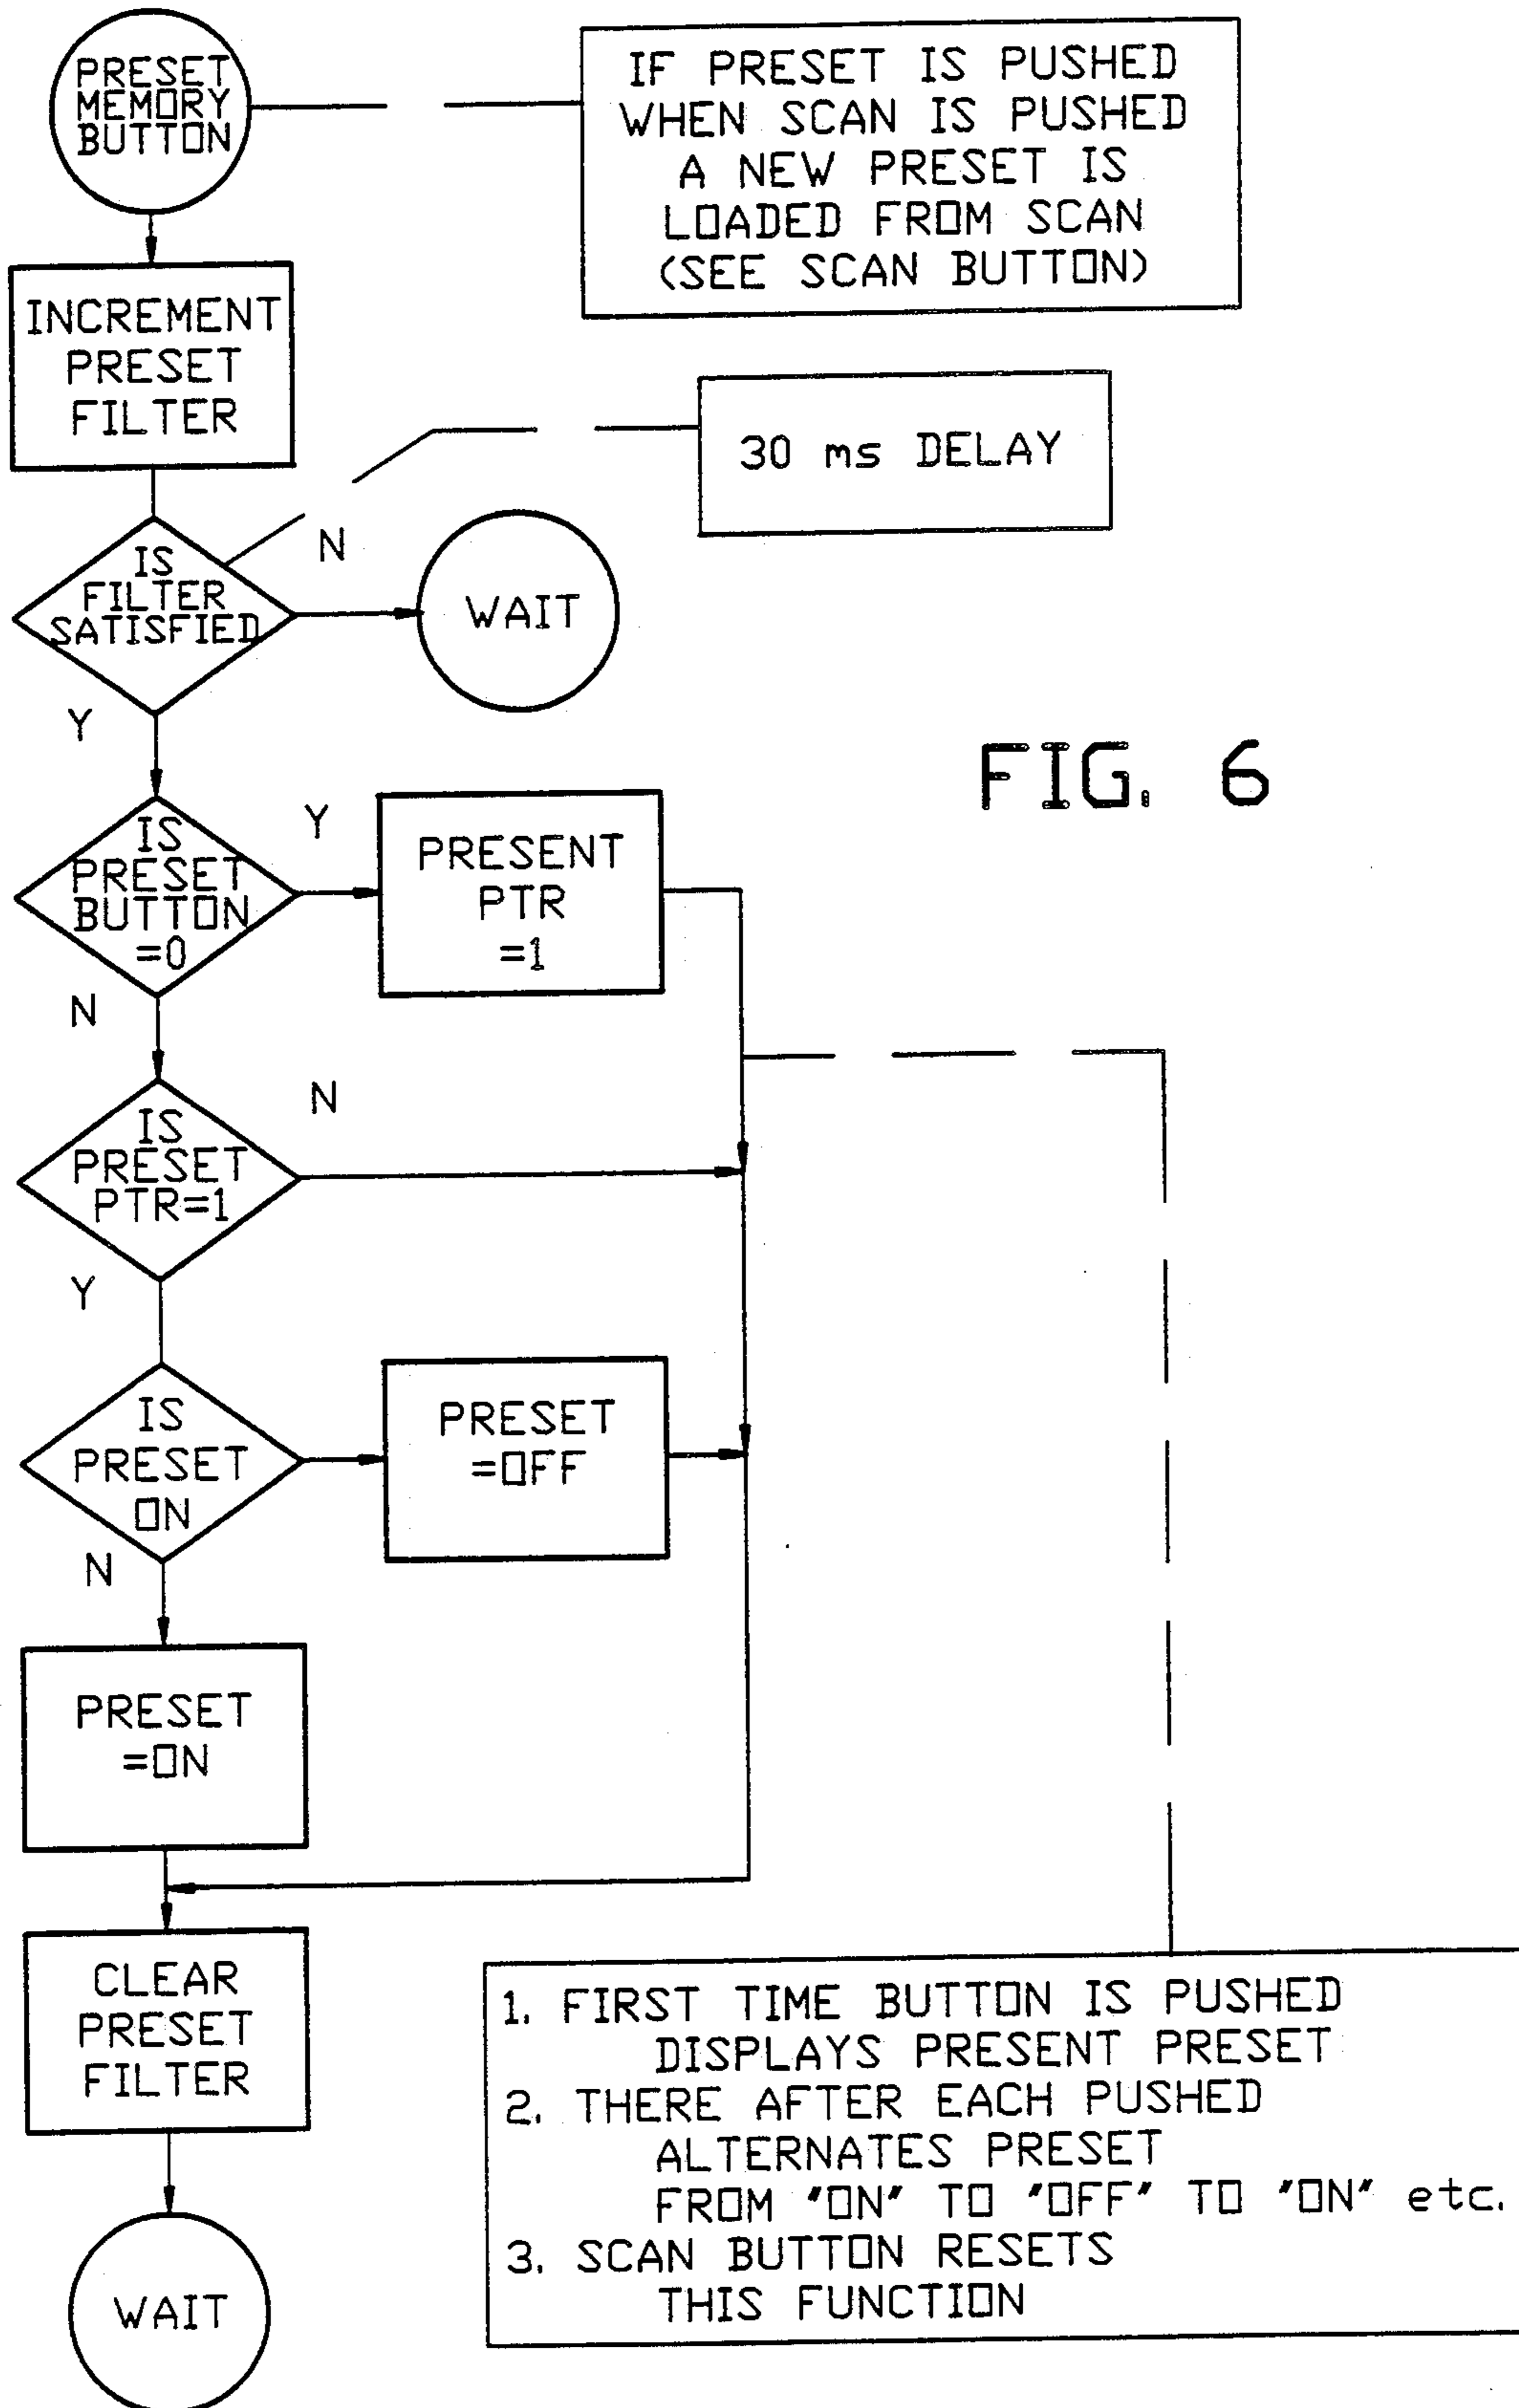 PRESET
MEMORY
BUTTON
IF PRESET IS PUSHED
WHEN SCAN IS PUSHED
A NEW PRESET IS
LOADED FROM SCAN
(SEE SCAN BUTTON)
INCREMENT
PRESET
FILTER
30 ms DELAY
IS
FILTER
SATISFIED
N
WAIT
Y
FIG. 6
IS
PRESET
BUTTON
=0
Y
PRESENT
PTR
=1
N
IS
PRESET
PTR=1
N
Y
IS
PRESET
ON
PRESET
=OFF
N
PRESET
=ON
CLEAR
PRESET
FILTER
WAIT
1. FIRST TIME BUTTON IS PUSHED
DISPLAYS PRESENT PRESET
2. THERE AFTER EACH PUSHED
ALTERNATES PRESET
FROM "ON" TO "OFF" TO "ON" etc.
3. SCAN BUTTON RESETS
THIS FUNCTION